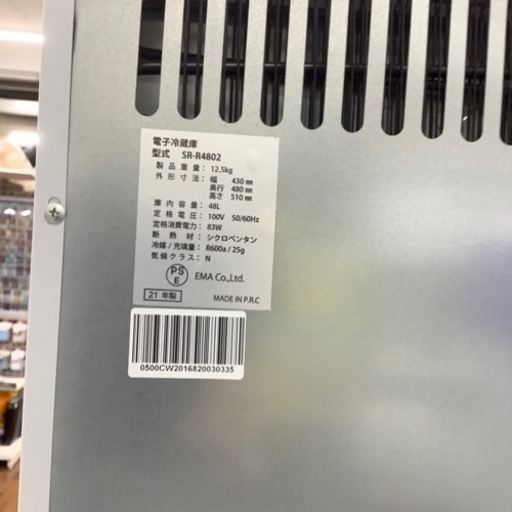 電子冷蔵庫
型式 SR-R4802
製品重量: 12.5kg
外形寸法: 幅 430㎜
奥行 480㎜
高さ 510㎜
庫内容量: 48L
定格電圧: 100V 50/60Hz
定格消費電力: 83W
断熱材: シクロペンタン
冷媒/充填量: R600a / 25g
気候クラス: N
PS
E
EMA Co.,Ltd.
21年製
MADE IN P.R.C
0500CW2016820030335